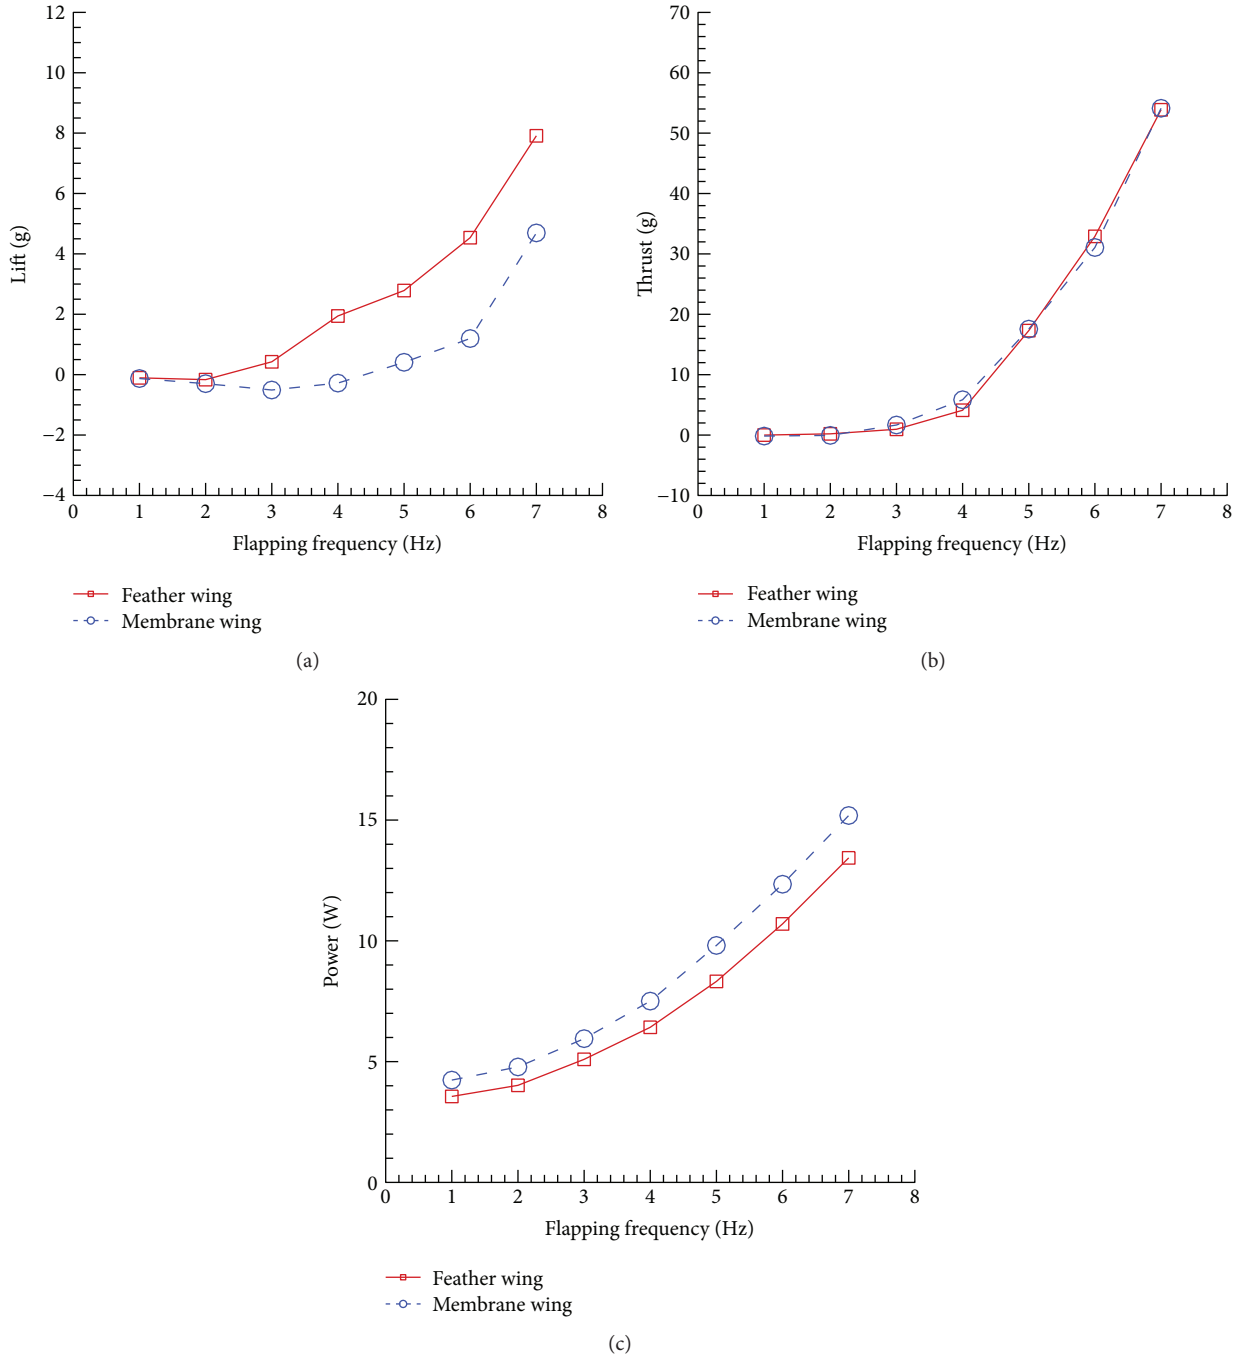 12
10
8
6
4
2
0
−2
−4
Lift (g)
0 1 2 3 4 5 6 7 8
Flapping frequency (Hz)
Feather wing
Membrane wing
(a)
70
60
50
40
30
20
10
0
−10
Thrust (g)
0 1 2 3 4 5 6 7 8
Flapping frequency (Hz)
Feather wing
Membrane wing
(b)
20
15
10
5
0
Power (W)
0 1 2 3 4 5 6 7 8
Flapping frequency (Hz)
Feather wing
Membrane wing
(c)